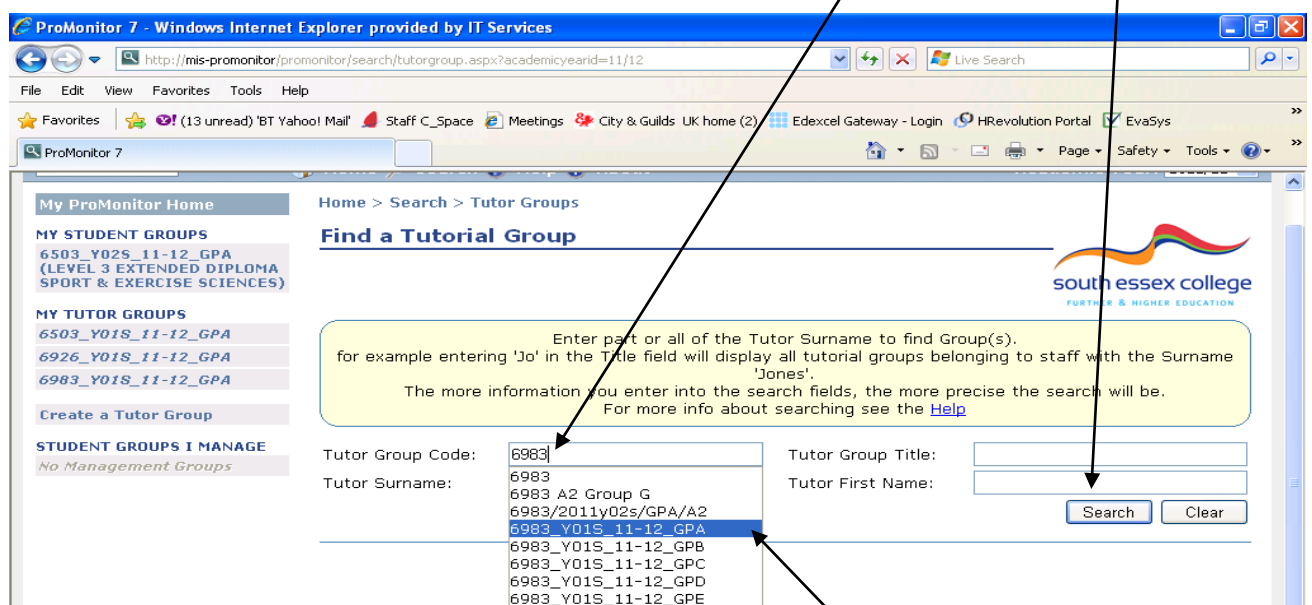 ProMonitor 7 - Windows Internet Explorer provided by IT Services
http://mis-promonitor/promonitor/search/tutorgroup.aspx?academicyearid=11/12
Live Search
File Edit View Favorites Tools Help
Favorites (13 unread) 'BT Yahoo! Mail' Staff C_Space Meetings City & Guilds UK home (2) Edexcel Gateway - Login HRevolution Portal EvaSys »
ProMonitor 7
Page Safety Tools »
My ProMonitor Home
Home > Search > Tutor Groups
MY STUDENT GROUPS
6503_Y02S_11-12_GPA
(LEVEL 3 EXTENDED DIPLOMA
SPORT & EXERCISE SCIENCES)
MY TUTOR GROUPS
6503_Y01S_11-12_GPA
6926_Y01S_11-12_GPA
6983_Y01S_11-12_GPA
Create a Tutor Group
STUDENT GROUPS I MANAGE
No Management Groups
Find a Tutorial Group
south essex college
FURTHER & HIGHER EDUCATION
Enter part or all of the Tutor Surname to find Group(s).
for example entering 'Jo' in the Title field will display all tutorial groups belonging to staff with the Surname
'Jones'.
The more information you enter into the search fields, the more precise the search will be.
For more info about searching see the Help
Tutor Group Code: 6983 Tutor Group Title:
Tutor Surname: Tutor First Name:
6983
6983 A2 Group G
6983/2011y02s/GPA/A2
6983_Y01S_11-12_GPA
6983_Y01S_11-12_GPB
6983_Y01S_11-12_GPC
6983_Y01S_11-12_GPD
6983_Y01S_11-12_GPE
Search Clear